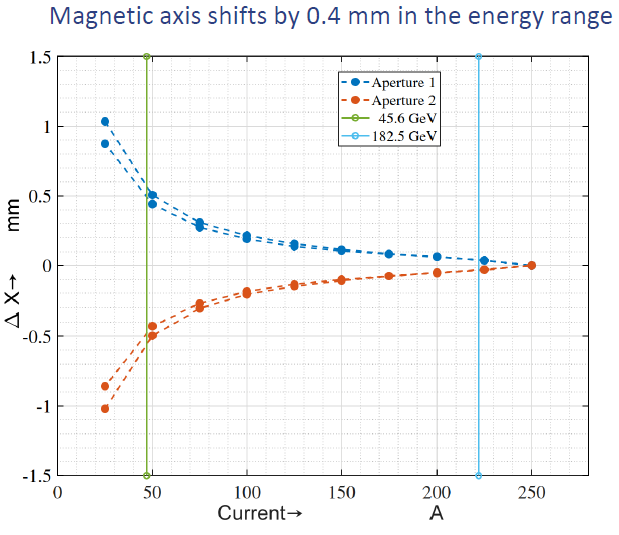 Magnetic axis shifts by 0.4 mm in the energy range
1.5
1
0.5
0
-0.5
-1
-1.5
Δ X→ mm
Aperture 1
Aperture 2
45.6 GeV
182.5 GeV
0 50 100 150 200 250
Current→ A